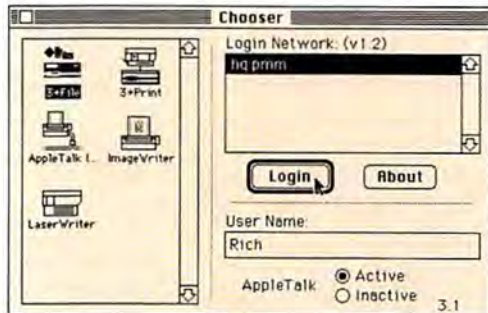 Chooser
3+File
3+Print
AppleTalk I...
ImageWriter
LaserWriter
Login Network: (v1.2)
hq pmm
Login
About
User Name:
Rich
AppleTalk
Active
Inactive
3.1